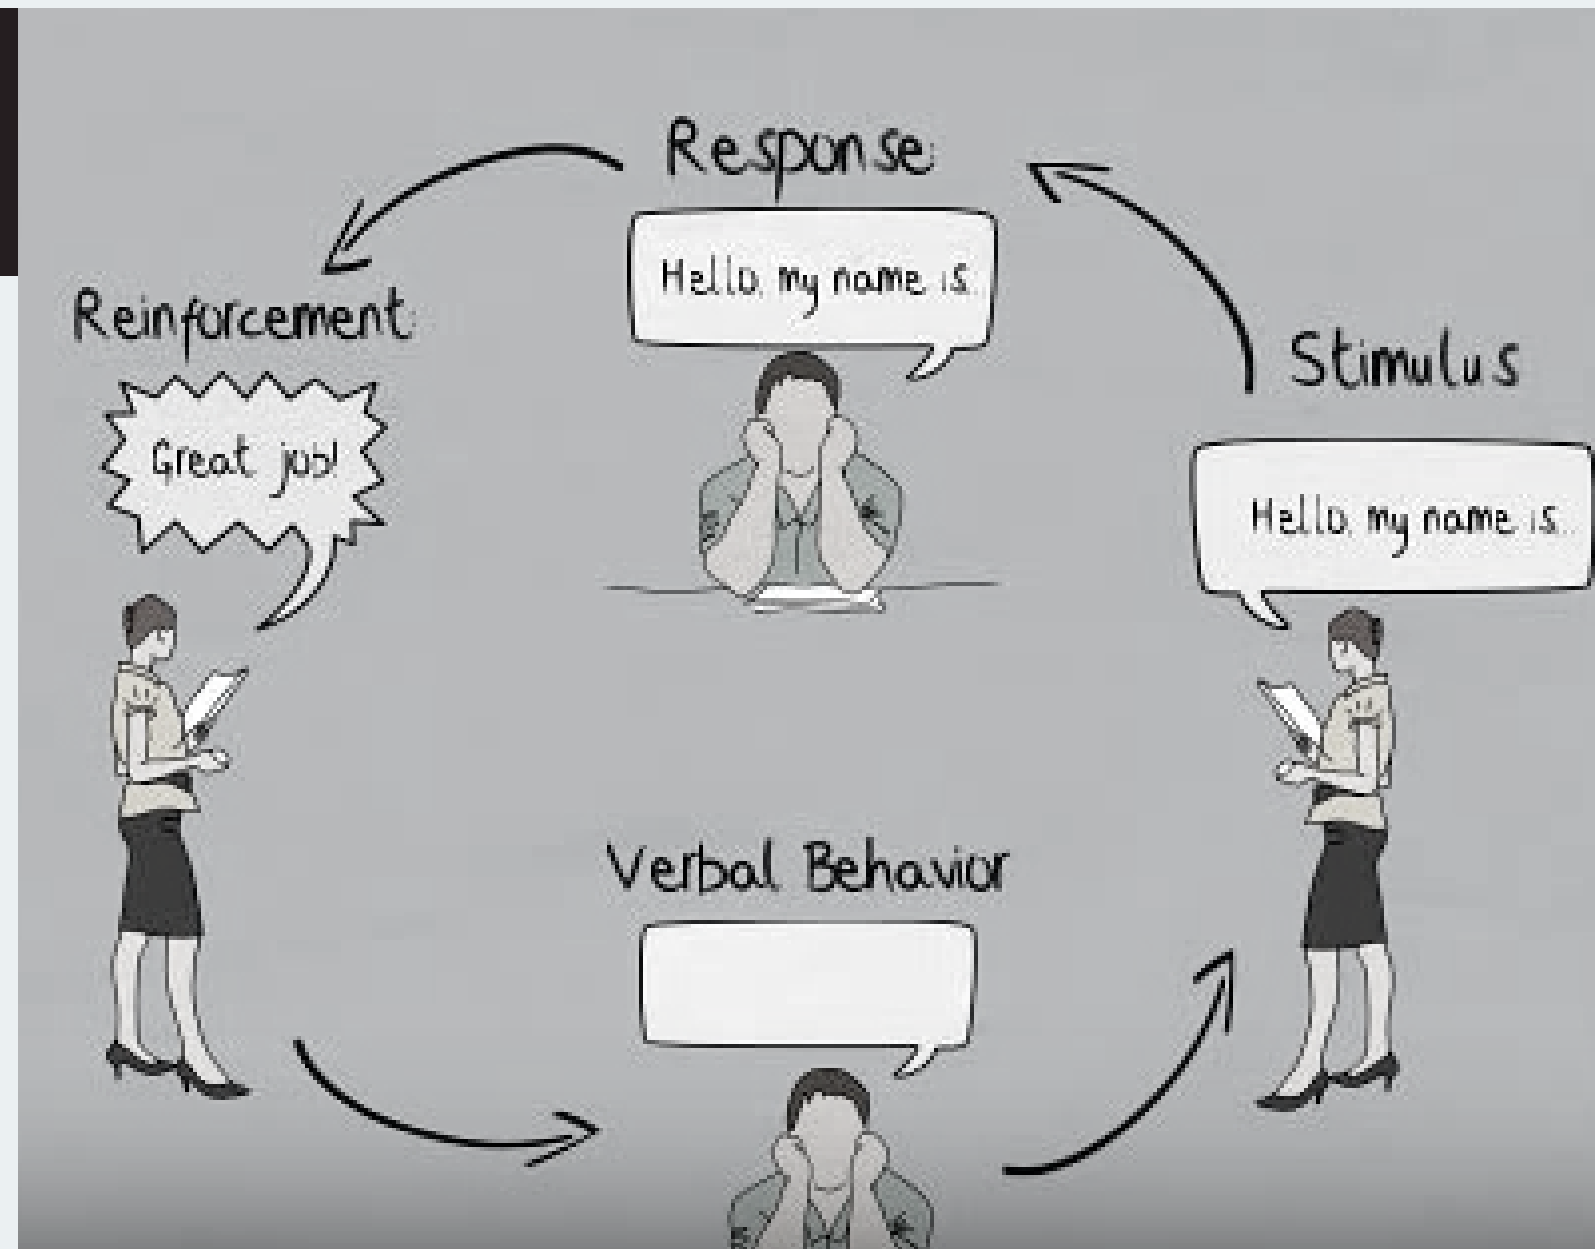 Response:
Hello, my name is..
Reinforcement:
Great job!
Stimulus
Hello, my name is..
Verbal Behavior